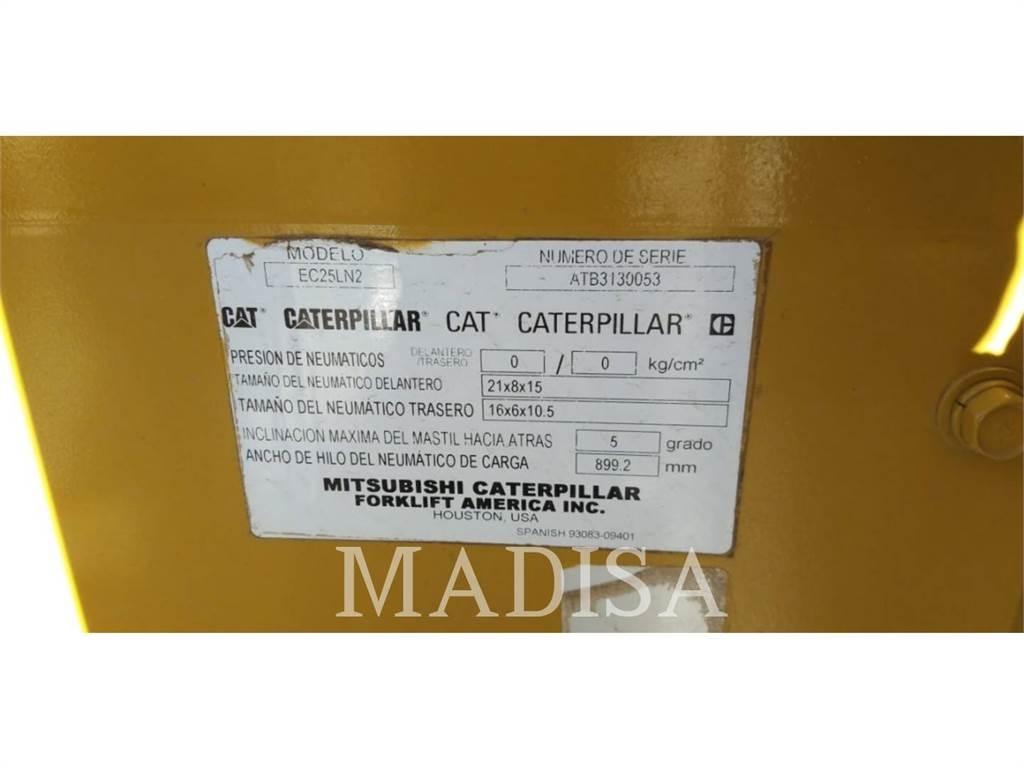 MODELO NUMERO DE SERIE
EC25LN2 ATB3130053
CAT CATERPILLAR® CAT® CATERPILLAR®
PRESION DE NEUMATICOS DELANTERO /TRASERO 0 / 0 kg/cm²
TAMAÑO DEL NEUMATICO DELANTERO 21x8x15
TAMAÑO DEL NEUMÁTICO TRASERO 16x6x10.5
INCLINACION MAXIMA DEL MASTIL HACIA ATRAS 5 grado
ANCHO DE HILO DEL NEUMÁTICO DE CARGA 899.2 mm
MITSUBISHI CATERPILLAR
FORKLIFT AMERICA INC.
HOUSTON, USA
SPANISH 93083-09401
MADISA